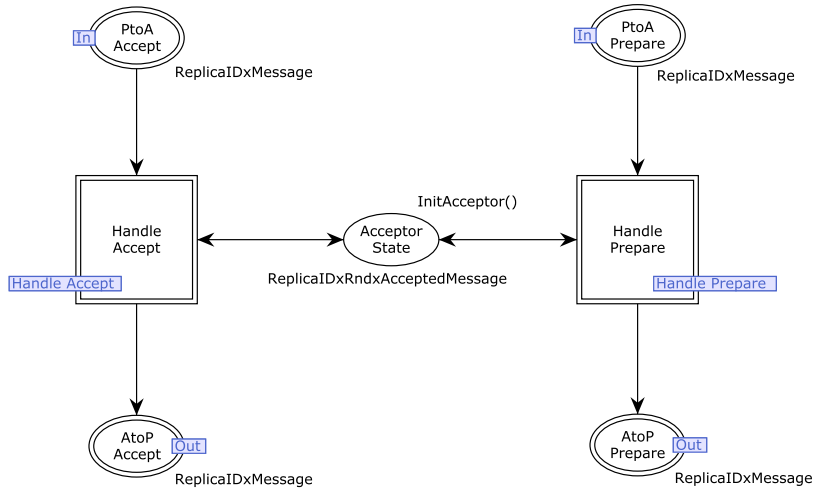 PtoA
Accept
In
ReplicaIDxMessage
PtoA
Prepare
In
ReplicaIDxMessage
Handle
Accept
Handle Accept
InitAcceptor()
Acceptor
State
ReplicaIDxRndxAcceptedMessage
Handle
Prepare
Handle Prepare
AtoP
Accept
Out
ReplicaIDxMessage
AtoP
Prepare
Out
ReplicaIDxMessage